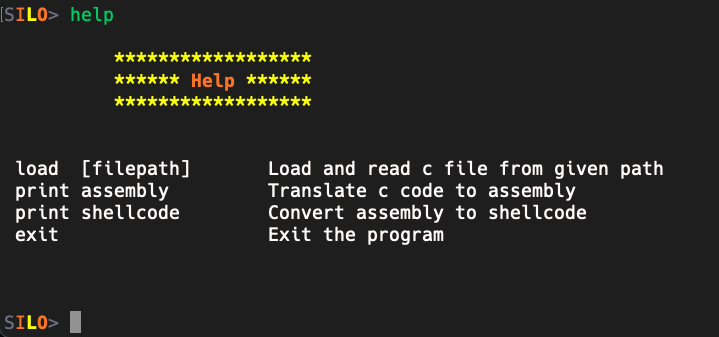 SILO> help
******************
****** Help ******
******************
load [filepath] Load and read c file from given path
print assembly Translate c code to assembly
print shellcode Convert assembly to shellcode
exit Exit the program
SILO>